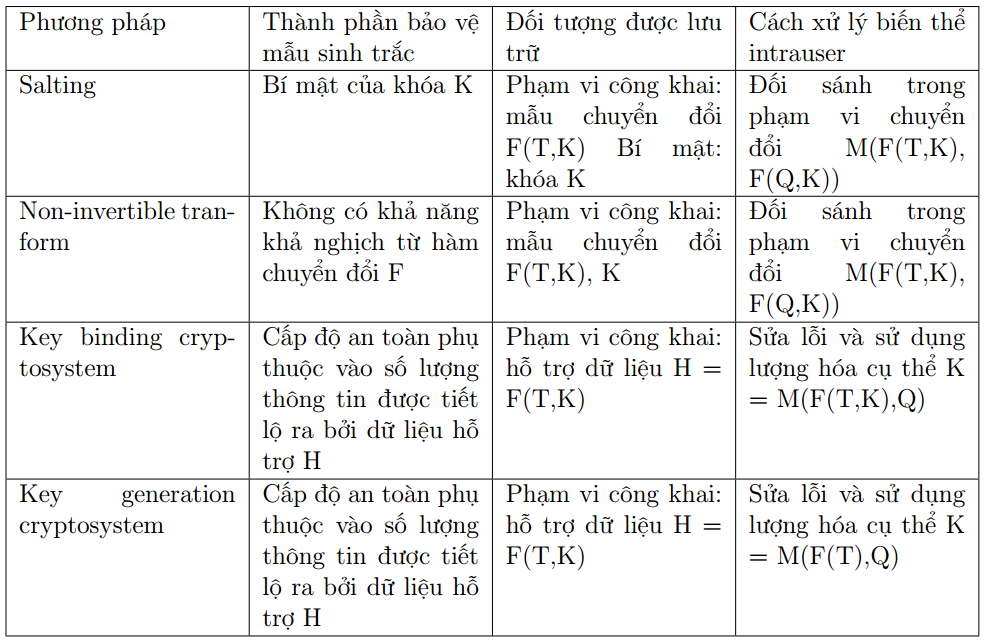 Phương pháp
Thành phần bảo vệ
mẫu sinh trắc
Đối tượng được lưu
trữ
Cách xử lý biến thể
intrauser
Salting
Bí mật của khóa K
Phạm vi công khai:
mẫu chuyển đổi
F(T,K) Bí mật:
khóa K
Đối sánh trong
phạm vi chuyển
đổi M(F(T,K),
F(Q,K))
Non-invertible tran-
form
Không có khả năng
khả nghịch từ hàm
chuyển đổi F
Phạm vi công khai:
mẫu chuyển đổi
F(T,K), K
Đối sánh trong
phạm vi chuyển
đổi M(F(T,K),
F(Q,K))
Key binding cryp-
tosystem
Cấp độ an toàn phụ
thuộc vào số lượng
thông tin được tiết
lộ ra bởi dữ liệu hỗ
trợ H
Phạm vi công khai:
hỗ trợ dữ liệu H =
F(T,K)
Sửa lỗi và sử dụng
lượng hóa cụ thể K
= M(F(T,K),Q)
Key generation
cryptosystem
Cấp độ an toàn phụ
thuộc vào số lượng
thông tin được tiết
lộ ra bởi dữ liệu hỗ
trợ H
Phạm vi công khai:
hỗ trợ dữ liệu H =
F(T,K)
Sửa lỗi và sử dụng
lượng hóa cụ thể K
= M(F(T),Q)